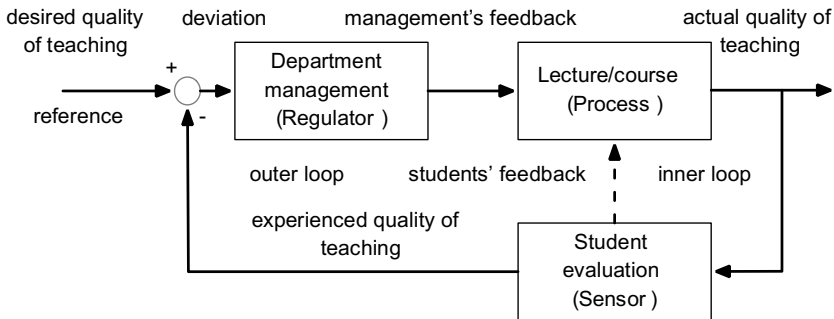 desired quality
of teaching
deviation
management's feedback
actual quality of
teaching
+
-
reference
Department
management
(Regulator )
Lecture/course
(Process )
outer loop
students' feedback
inner loop
experienced quality of
teaching
Student
evaluation
(Sensor )